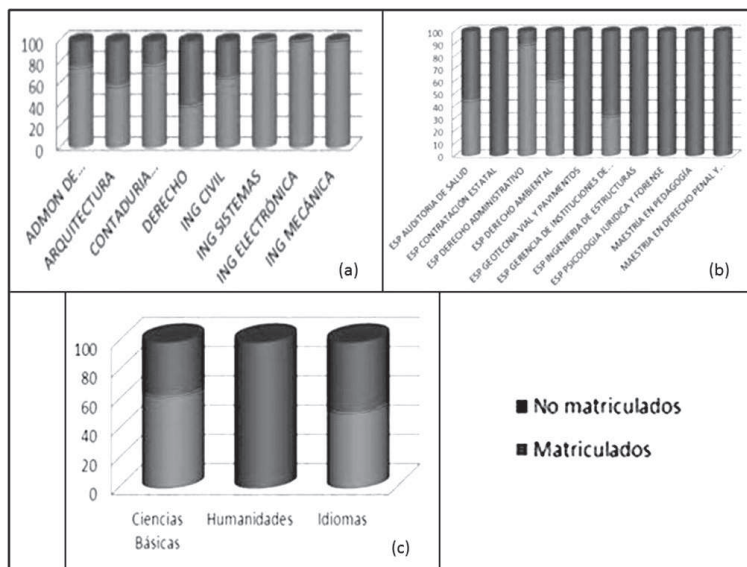 100
80
60
40
20
0
ADMON DE...
ARQUITECTURA
CONTADURIA...
DERECHO
ING CIVIL
ING SISTEMAS
ING ELECTRÓNICA
ING MECÁNICA
(a)
100
90
80
70
60
50
40
30
20
10
0
ESP AUDITORIA DE SALUD
ESP CONTRATACIÓN ESTATAL
ESP DERECHO ADMINISTRATIVO
ESP DERECHO AMBIENTAL
ESP GEOTECNIA VIAL Y PAVIMENTOS
ESP GERENCIA DE INSTITUCIONES DE...
ESP INGENIERIA DE ESTRUCTURAS
ESP PSICOLOGIA JURIDICA Y FORENSE
MAESTRIA EN PEDAGOGÍA
MAESTRIA EN DERECHO PENAL Y...
(b)
100
80
60
40
20
0
Ciencias
Básicas
Humanidades
Idiomas
(c)
No matriculados
Matriculados